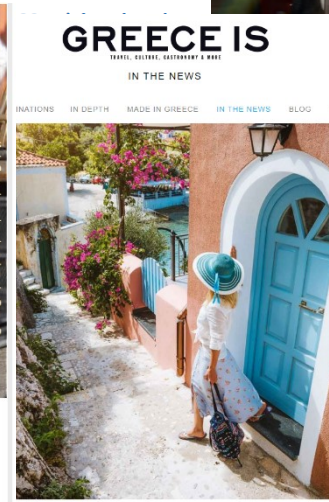 GREECE IS
TRAVEL, CULTURE, GASTRONOMY & MORE
IN THE NEWS
INATIONS IN DEPTH MADE IN GREECE IN THE NEWS BLOG